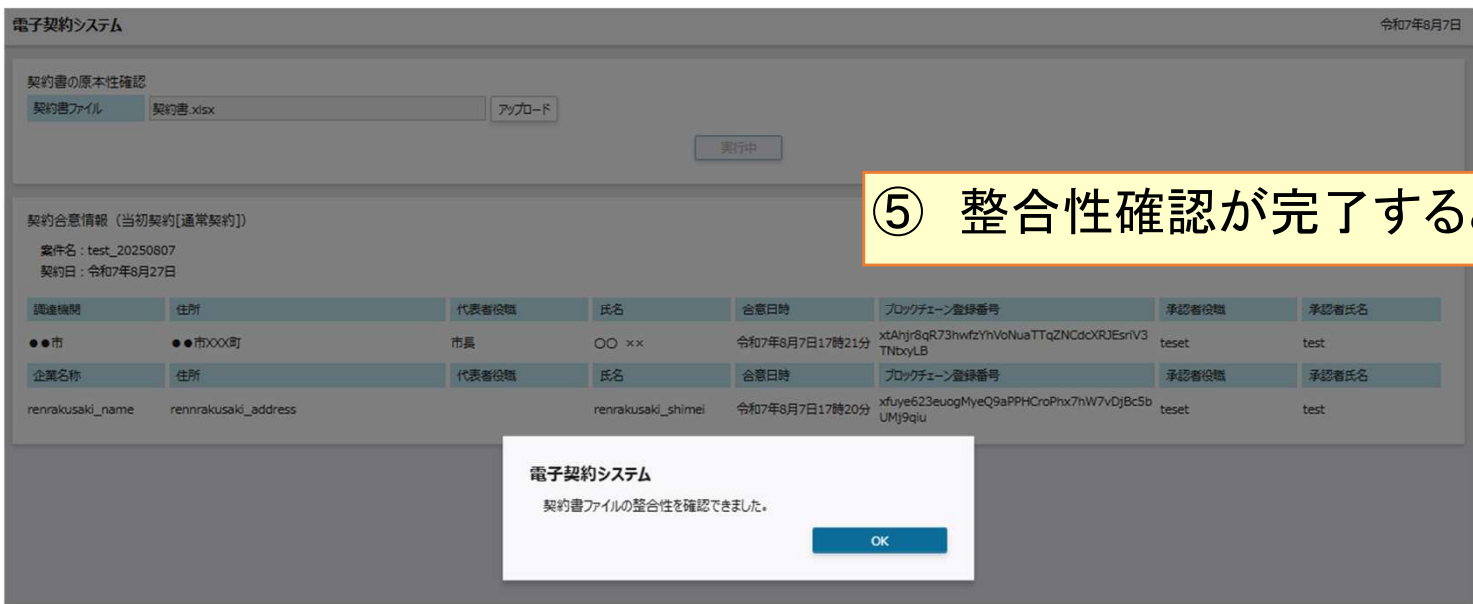 電子契約システム
令和7年8月7日
契約書の原本性確認
契約書ファイル 契約書.xlsx アップロード
実行中
⑤ 整合性確認が完了する
契約合意情報（当初契約[通常契約]）
案件名：test_20250807
契約日：令和7年8月27日
調達機関 住所 代表者役職 氏名 合意日時 ブロックチェーン登録番号 承認者役職 承認者氏名
●●市 ●●市XXX町 市長 〇〇 ×× 令和7年8月7日17時21分 xtAhjr8qR73hwfzYhVoNuaTTqZNCdcXRJEsriV3 teset test
TNtxyLB
企業名称 住所 代表者役職 氏名 合意日時 ブロックチェーン登録番号 承認者役職 承認者氏名
renrakusaki_name rennrakusaki_address renrakusaki_shimei 令和7年8月7日17時20分 xfuye623euogMyeQ9aPPHCroPhx7hW7vDjBc5b teset test
UMj9qiu
電子契約システム
契約書ファイルの整合性を確認できました。
OK